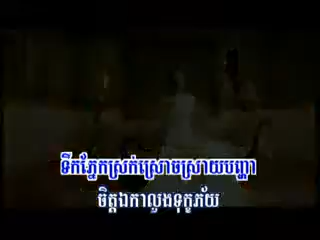 ទឹកភ្នែកស្រក់ស្រោចស្រាយបញ្ហា
ចិត្តឯកាលួងទុក្ខភ័យ